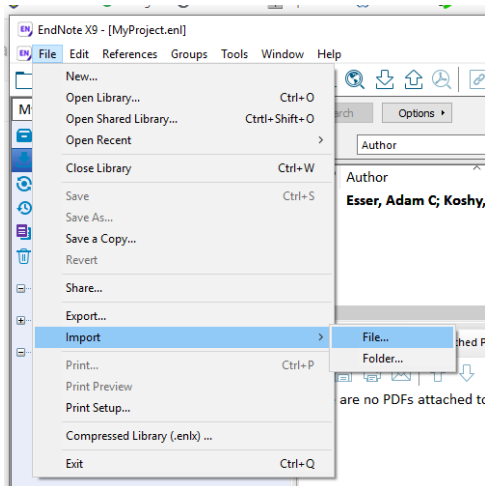 EN EndNote X9 - [MyProject.enl]
EN File Edit References Groups Tools Window Help
New...
Open Library... Ctrl+O
Open Shared Library... Ctrtl+Shift+O
Options
Open Recent
Author
Close Library Ctrl+W
Author
Save Ctrl+S
Esser, Adam C; Koshy,
Save As...
Save a Copy...
Revert
Share...
Export...
Import File...
Print... Ctrl+P
Folder...
Print Preview
are no PDFs attached
Print Setup...
Compressed Library (.enlx) ...
Exit Ctrl+Q